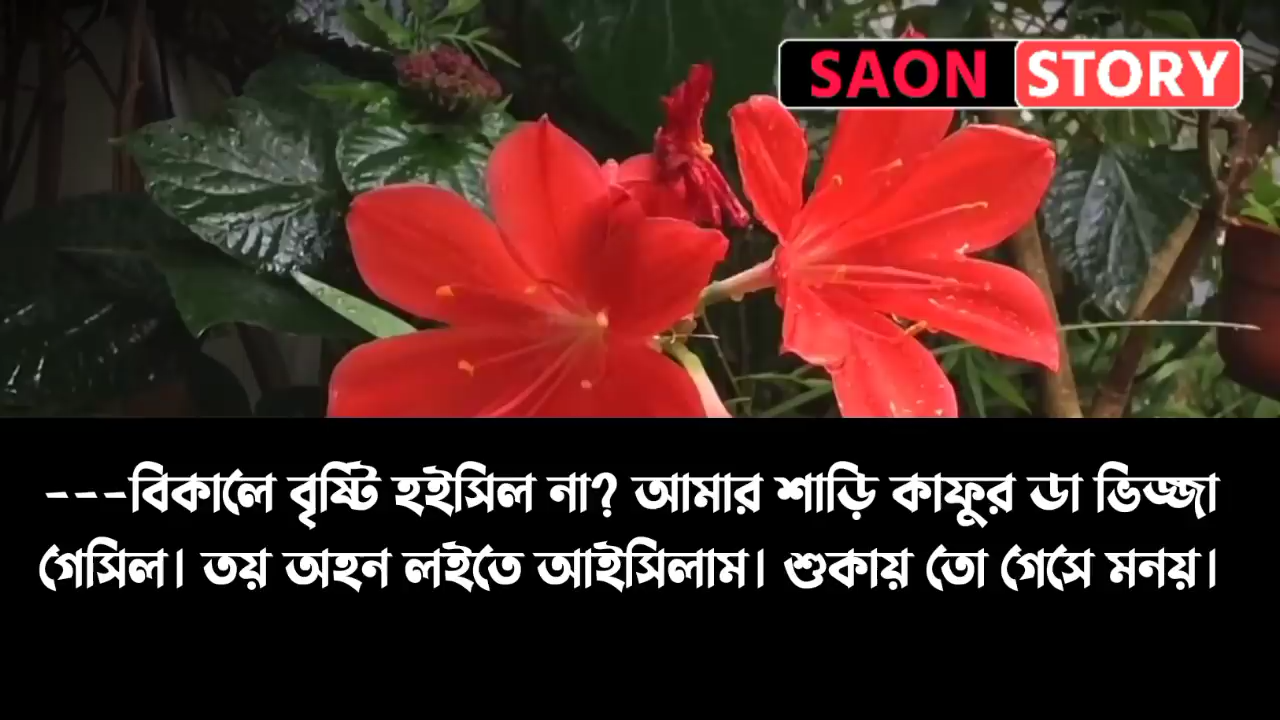 SAON STORY
---বিকালে বৃষ্টি হইসিল না? আমার শাড়ি কাফুর ডা ভিজ্জা
গেসিল। তয় অহন লইতে আইসিলাম। শুকায় তো গেসে মনয়।